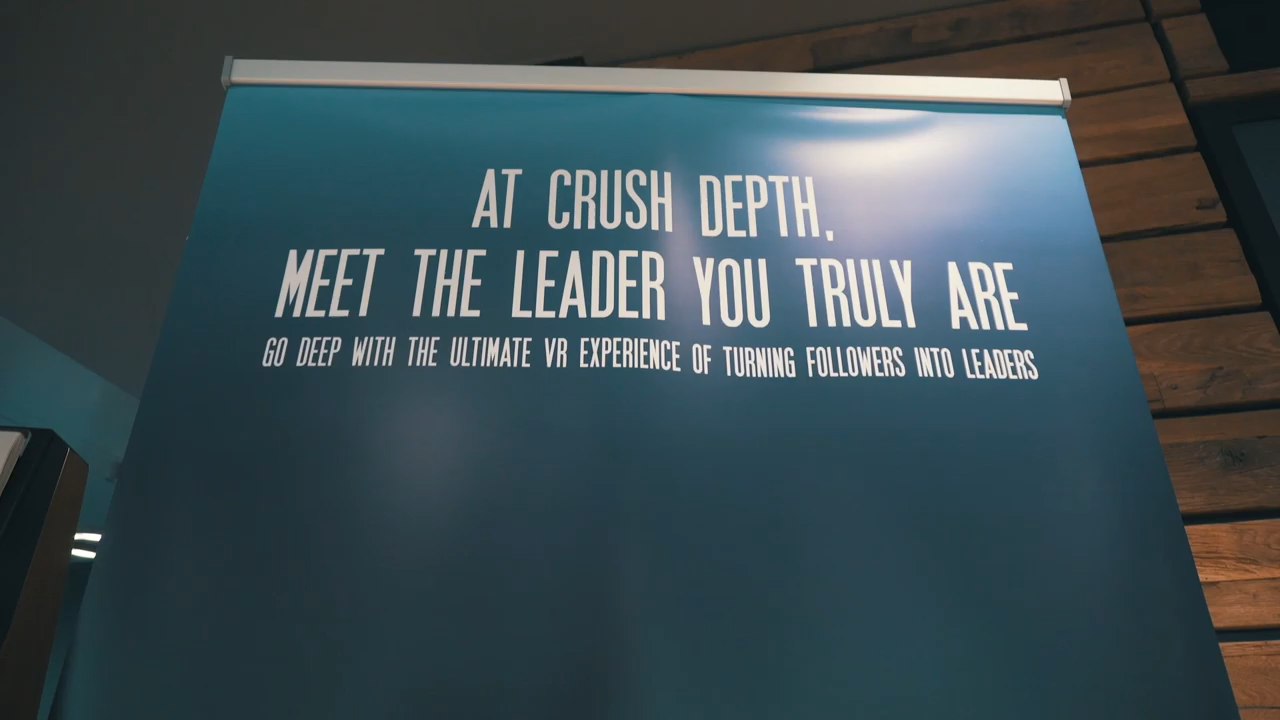 AT CRUSH DEPTH,
MEET THE LEADER YOU TRULY ARE
GO DEEP WITH THE ULTIMATE VR EXPERIENCE OF TURNING FOLLOWERS INTO LEADERS